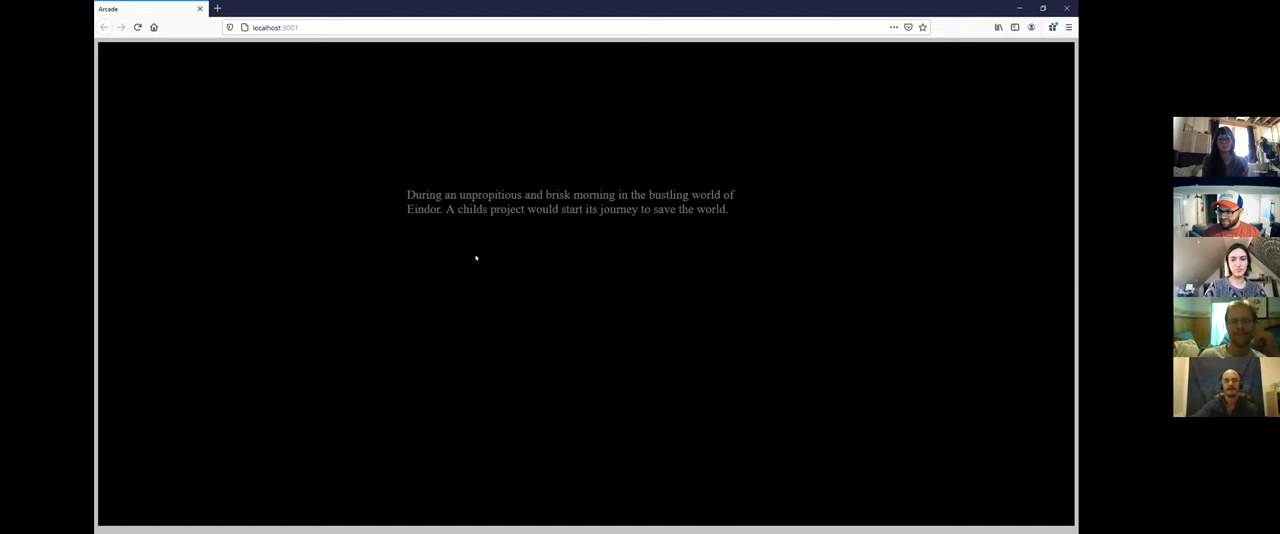 Arcade
localhost:3001
During an unpropitious and brisk morning in the bustling world of
Eindor. A childs project would start its journey to save the world.